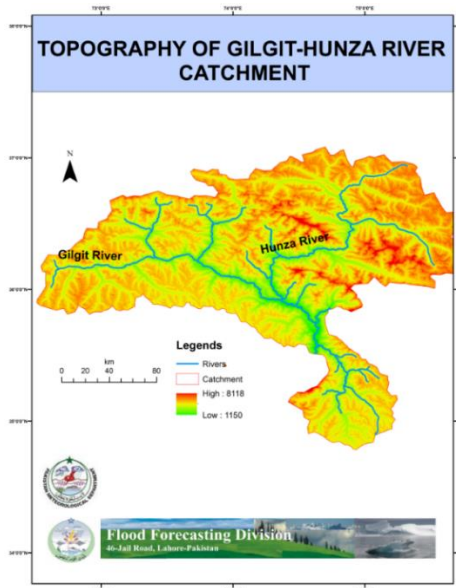 TOPOGRAPHY OF GILGIT-HUNZA RIVER
CATCHMENT
N
Gilgit River
Hunza River
Legends
Rivers
Catchment
High : 8118
Low : 1150
km
0 20 40 80
Flood Forecasting Division
46-Jail Road, Lahore-Pakistan